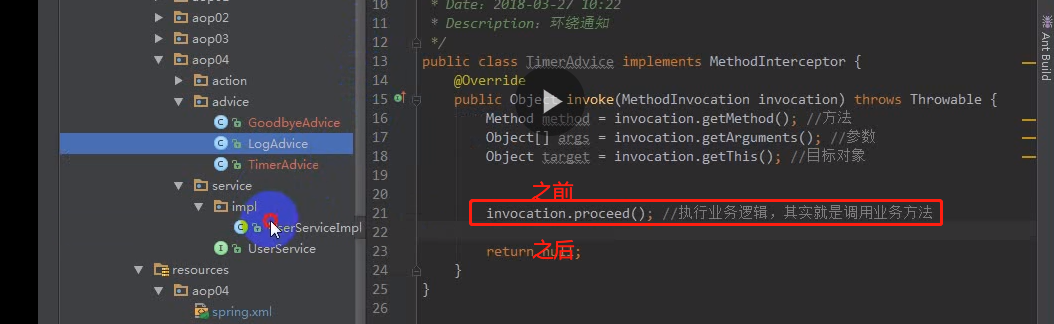 aop02
aop03
aop04
action
advice
GoodbyeAdvice
LogAdvice
TimerAdvice
service
impl
UserServiceImpl
UserService
resources
aop04
spring.xml
10 * Date：2018-03-27 10:22
11 * Description：环绕通知
12 */
13 public class TimerAdvice implements MethodInterceptor {
14 @Override
15 public Object invoke(MethodInvocation invocation) throws Throwable {
16 Method method = invocation.getMethod(); //方法
17 Object[] args = invocation.getArguments(); //参数
18 Object target = invocation.getThis(); //目标对象
19
20 之前
21 invocation.proceed(); //执行业务逻辑，其实就是调用业务方法
22
23 return null;
之后
24 }
25 }
26
Ant Build